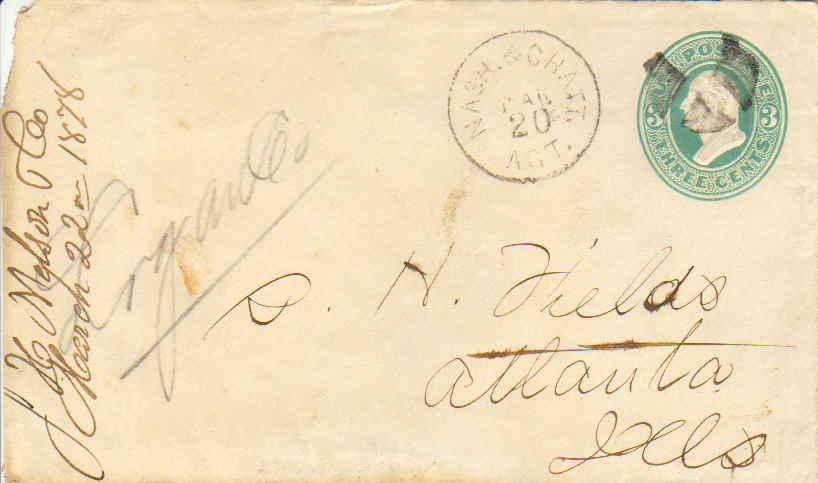 NASH. & CHATT.
MAR
20
AGT.
U.S. POSTAGE
3 3
THREE CENTS
S. H. Fields
Atlanta
Ills
Nelson & Co
March 22nd 1878